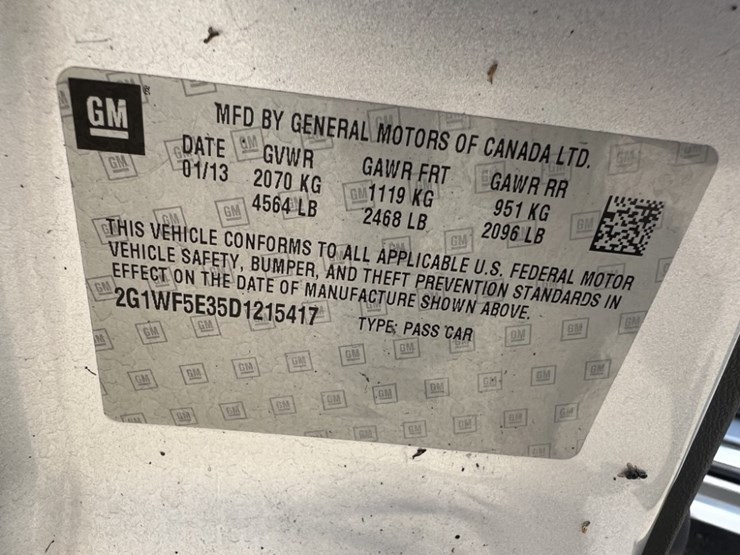 GM
MFD BY GENERAL MOTORS OF CANADA LTD.
DATE GVWR GAWR FRT GAWR RR
01/13 2070 KG 1119 KG 951 KG
4564 LB 2468 LB 2096 LB
THIS VEHICLE CONFORMS TO ALL APPLICABLE U.S. FEDERAL MOTOR
VEHICLE SAFETY, BUMPER, AND THEFT PREVENTION STANDARDS IN
EFFECT ON THE DATE OF MANUFACTURE SHOWN ABOVE.
2G1WF5E35D1215417 TYPE: PASS CAR